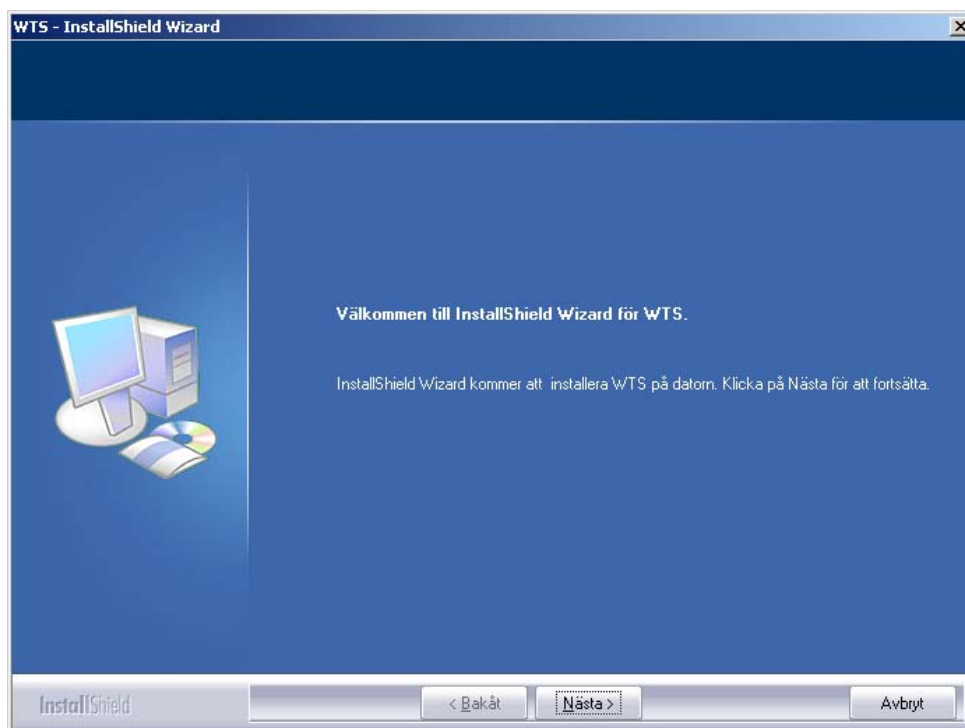 WTS - InstallShield Wizard
Välkommen till InstallShield Wizard för WTS.
InstallShield Wizard kommer att installera WTS på datorn. Klicka på Nästa för att fortsätta.
InstallShield
< Bakåt
Nästa >
Avbryt